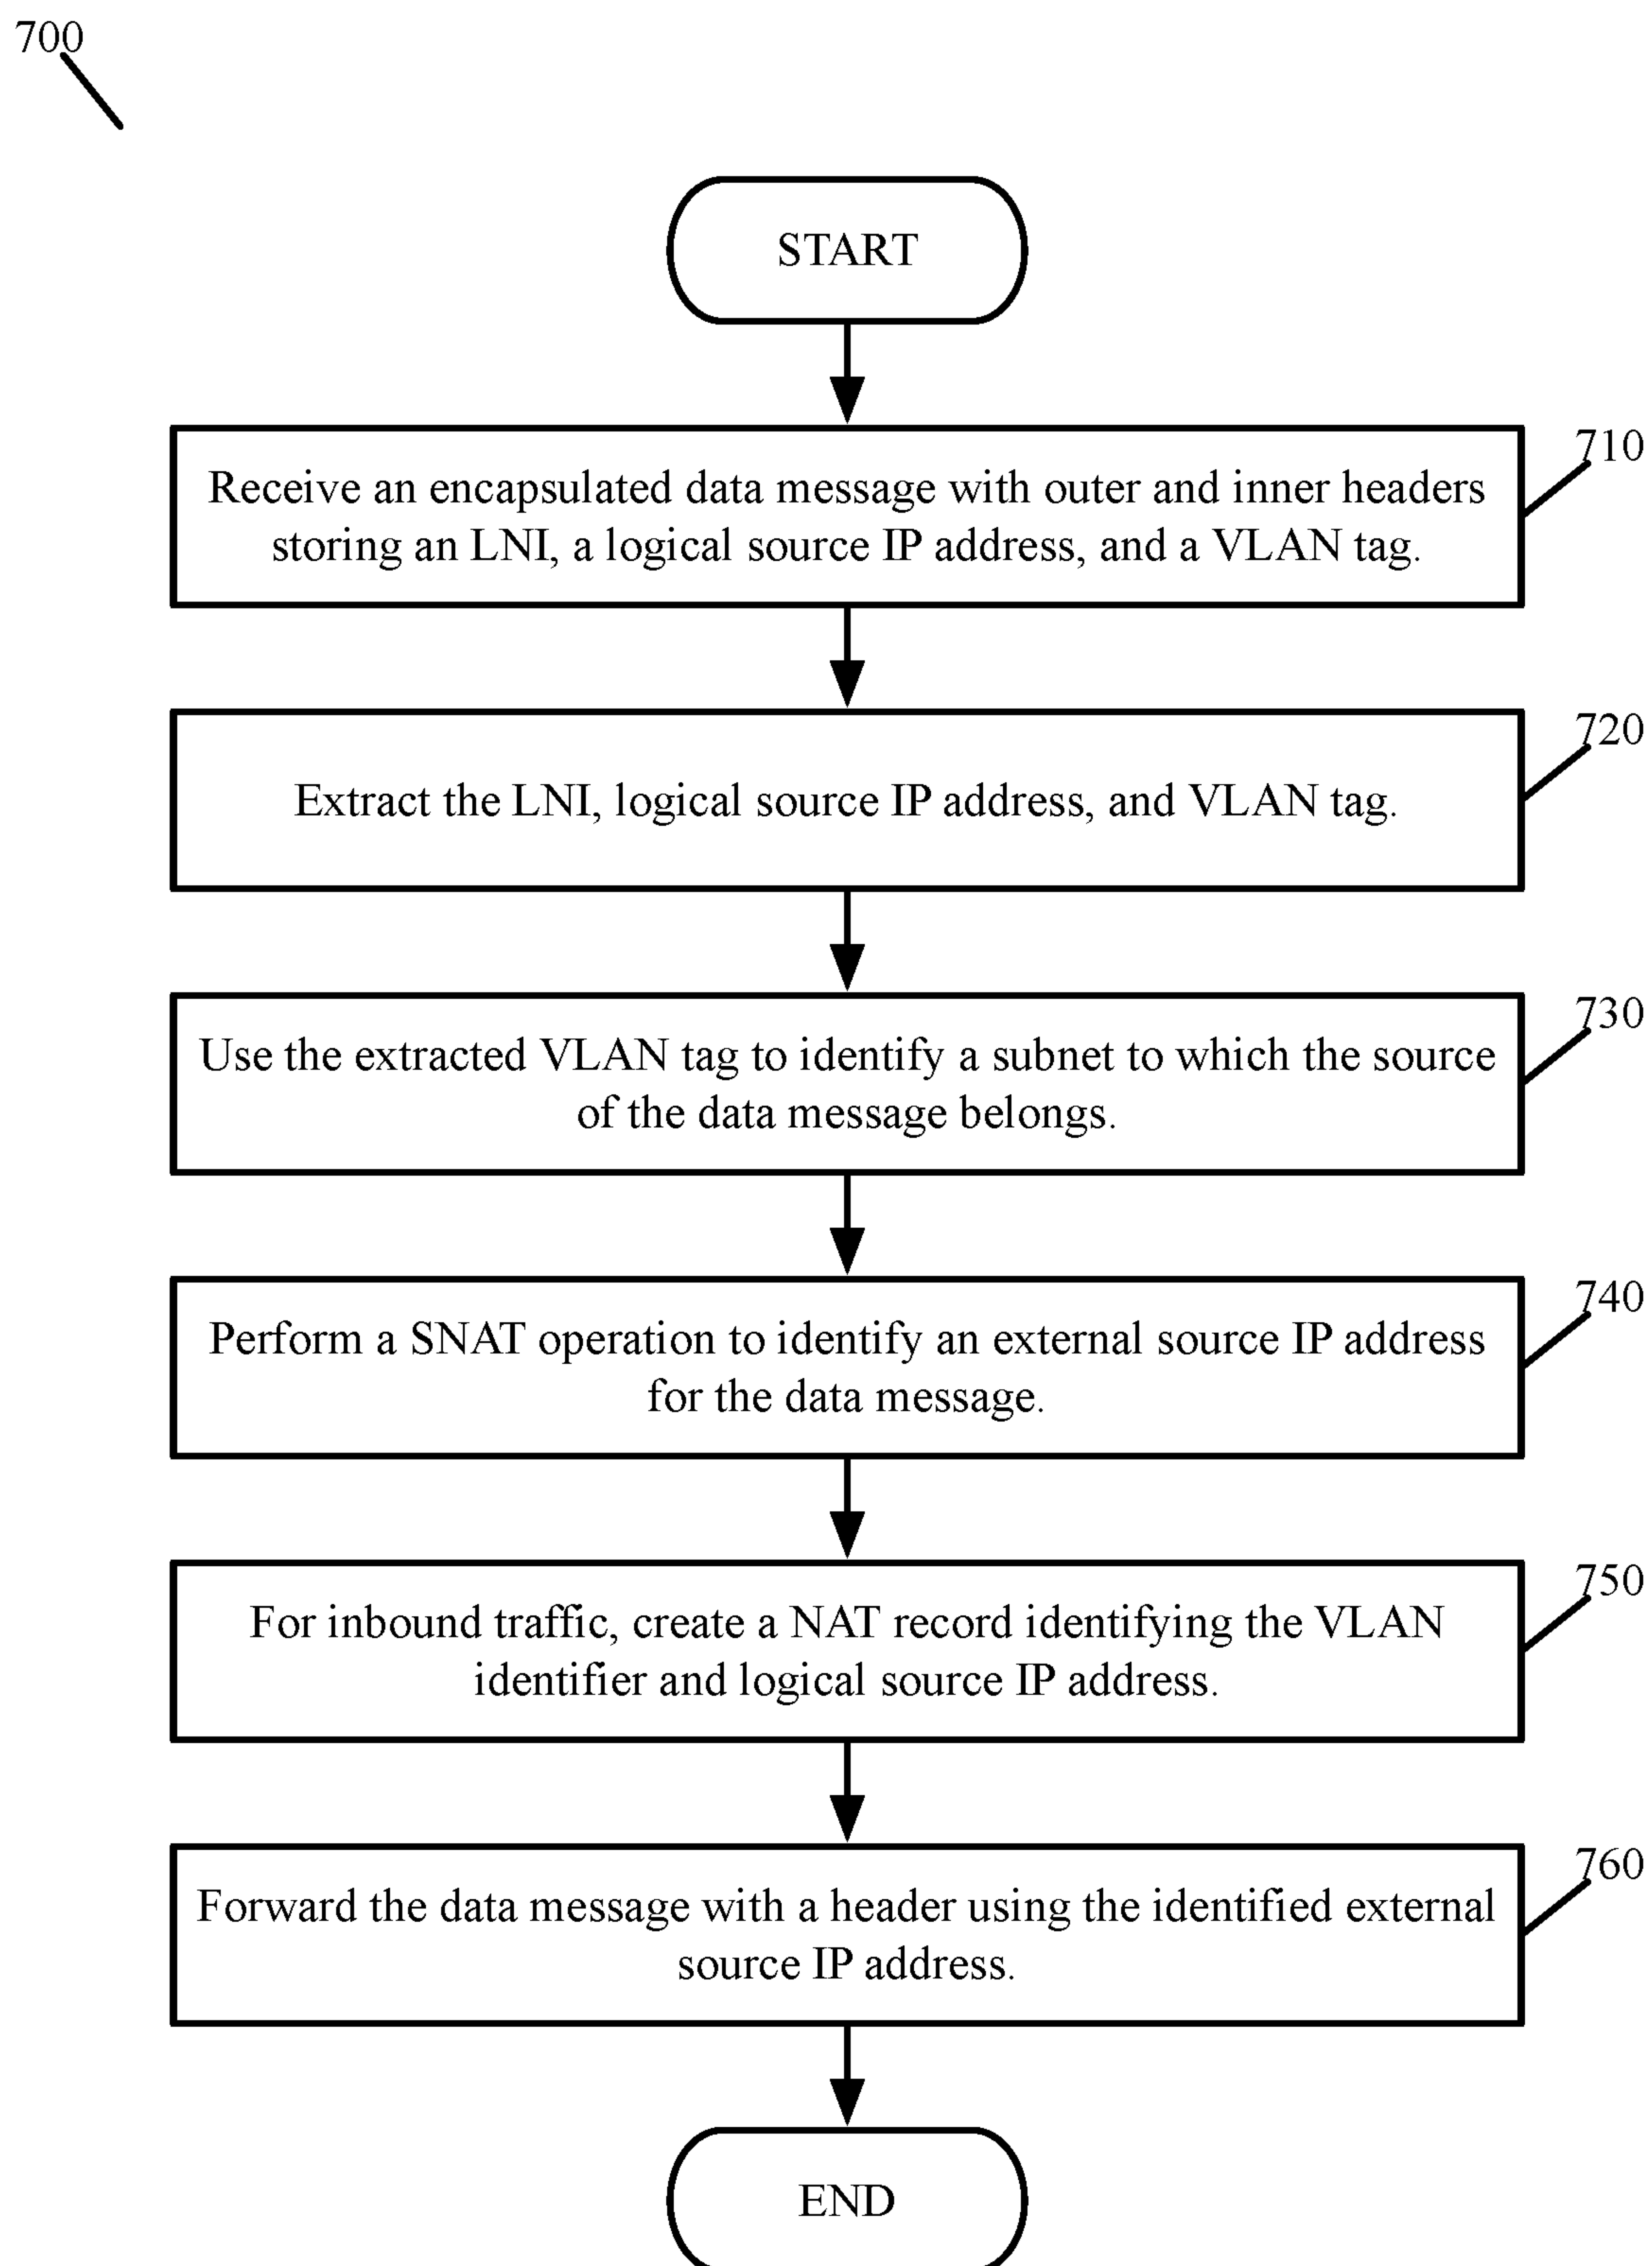 700
START
710
Receive an encapsulated data message with outer and inner headers
storing an LNI, a logical source IP address, and a VLAN tag.
720
Extract the LNI, logical source IP address, and VLAN tag.
730
Use the extracted VLAN tag to identify a subnet to which the source
of the data message belongs.
740
Perform a SNAT operation to identify an external source IP address
for the data message.
750
For inbound traffic, create a NAT record identifying the VLAN
identifier and logical source IP address.
760
Forward the data message with a header using the identified external
source IP address.
END